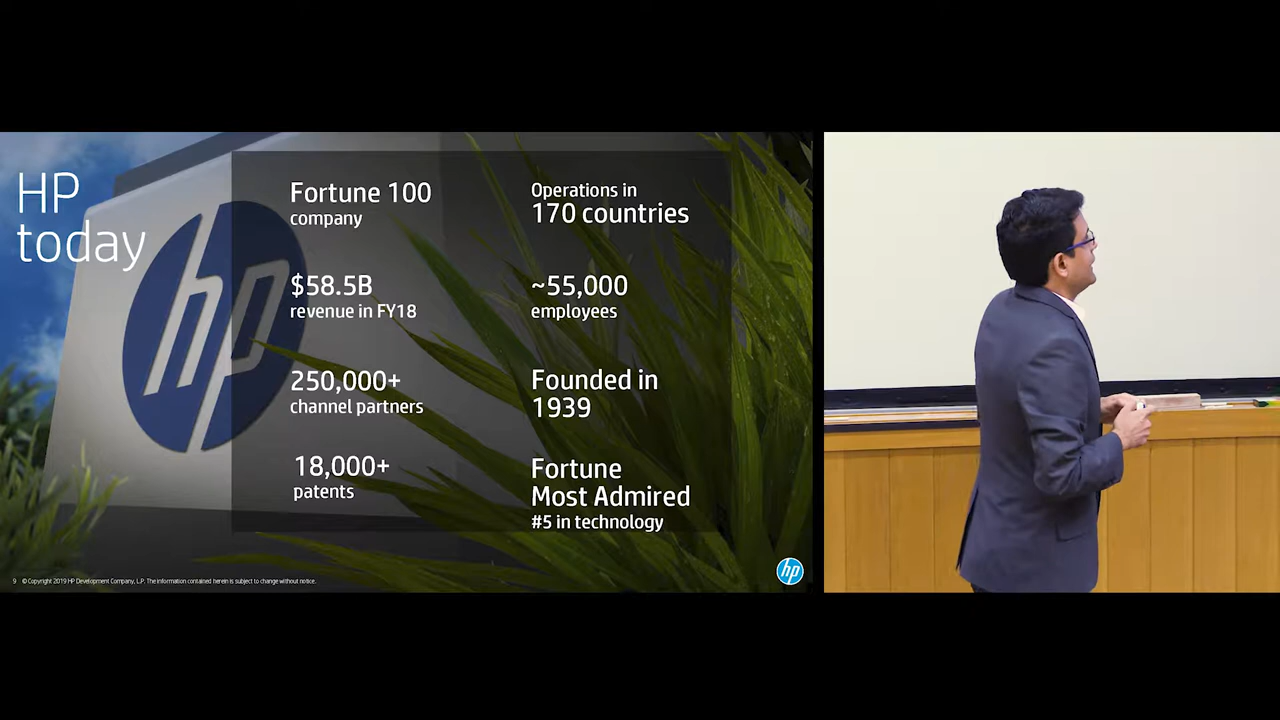 HP
today
hp
Fortune 100
company
$58.5B
revenue in FY18
250,000+
channel partners
18,000+
patents
Operations in
170 countries
~55,000
employees
Founded in
1939
Fortune
Most Admired
#5 in technology
9 © Copyright 2019 HP Development Company, L.P. The information contained herein is subject to change without notice.
hp